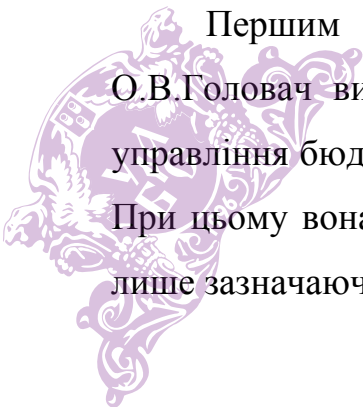 Першим
О.В.Головач ви
управління бюд
При цьому вона
лише зазначаюч